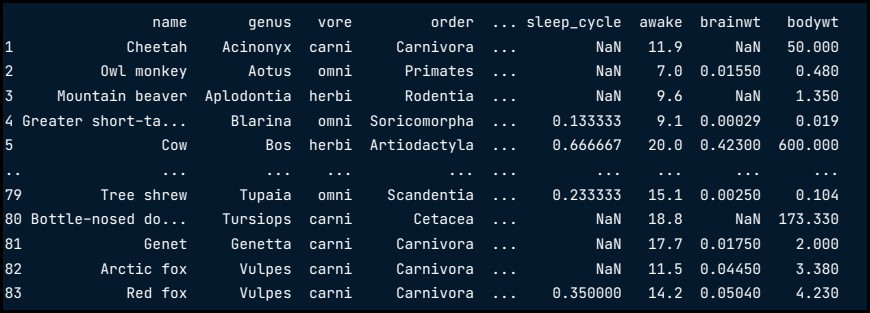 name genus vore order ... sleep_cycle awake brainwt bodywt
1 Cheetah Acinonyx carni Carnivora ... NaN 11.9 NaN 50.000
2 Owl monkey Aotus omni Primates ... NaN 7.0 0.01550 0.480
3 Mountain beaver Aplodontia herbi Rodentia ... NaN 9.6 NaN 1.350
4 Greater short-ta... Blarina omni Soricomorpha ... 0.133333 9.1 0.00029 0.019
5 Cow Bos herbi Artiodactyla ... 0.666667 20.0 0.42300 600.000
.. ... ... ... ... ... ... ... ... ...
79 Tree shrew Tupaia omni Scandentia ... 0.233333 15.1 0.00250 0.104
80 Bottle-nosed do... Tursiops carni Cetacea ... NaN 18.8 NaN 173.330
81 Genet Genetta carni Carnivora ... NaN 17.7 0.01750 2.000
82 Arctic fox Vulpes carni Carnivora ... NaN 11.5 0.04450 3.380
83 Red fox Vulpes carni Carnivora ... 0.350000 14.2 0.05040 4.230